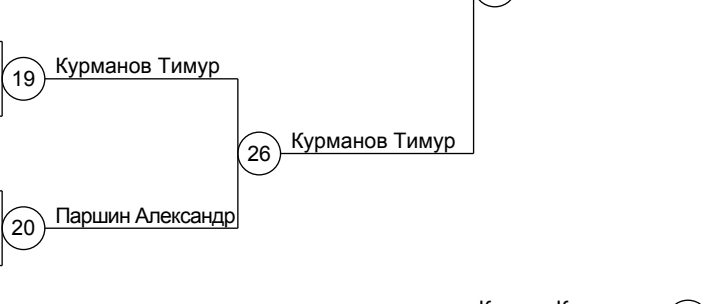 19 Курманов Тимур
26 Курманов Тимур
20 Паршин Александр